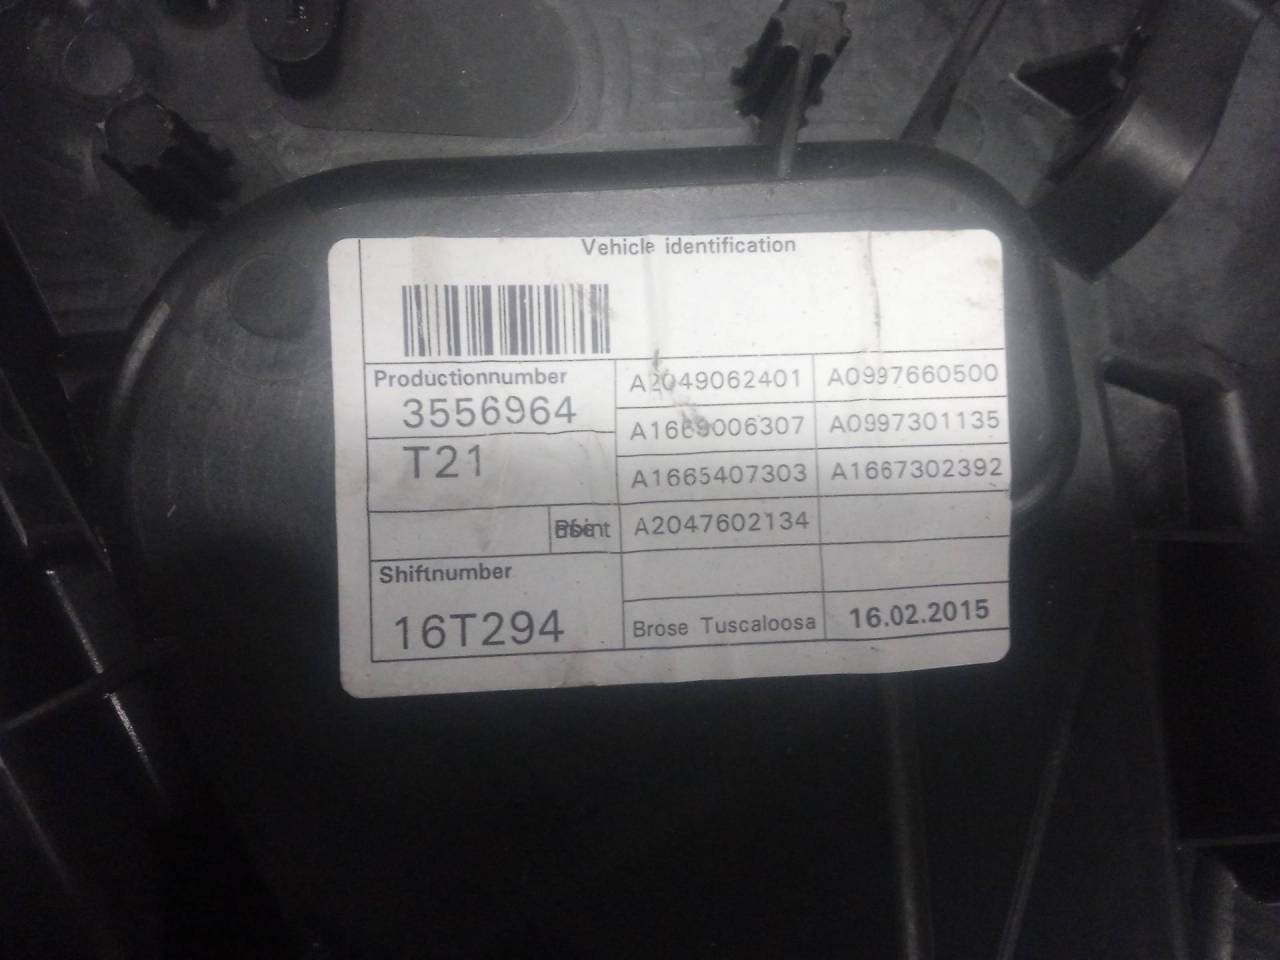 Vehicle identification
Productionnumber
3556964
T21
Shiftnumber
16T294
A2049062401 A0997660500
A1669006307 A0997301135
A1665407303 A1667302392
A2047602134
Brose Tuscaloosa 16.02.2015